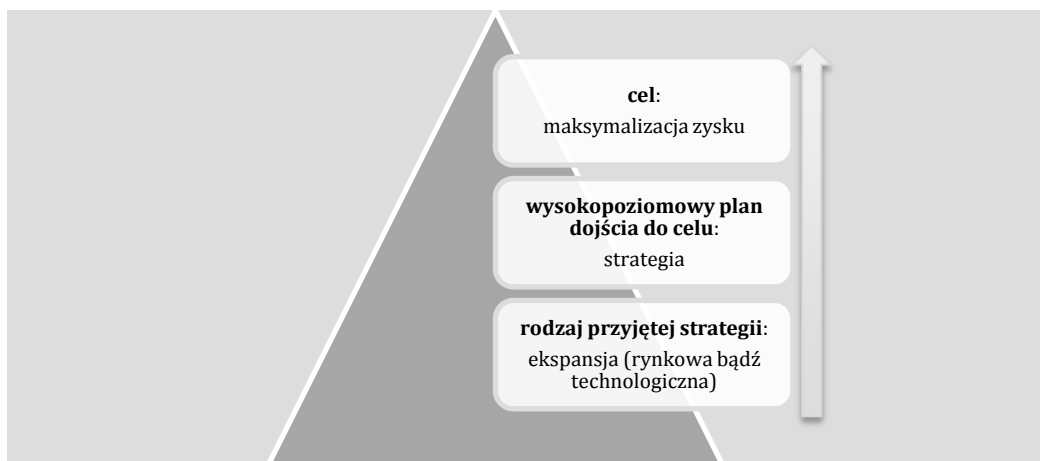 cel:
maksymalizacja zysku
wysokopoziomowy plan
dojścia do celu:
strategia
rodzaj przyjętej strategii:
ekspansja (rynkowa bądź
technologiczna)